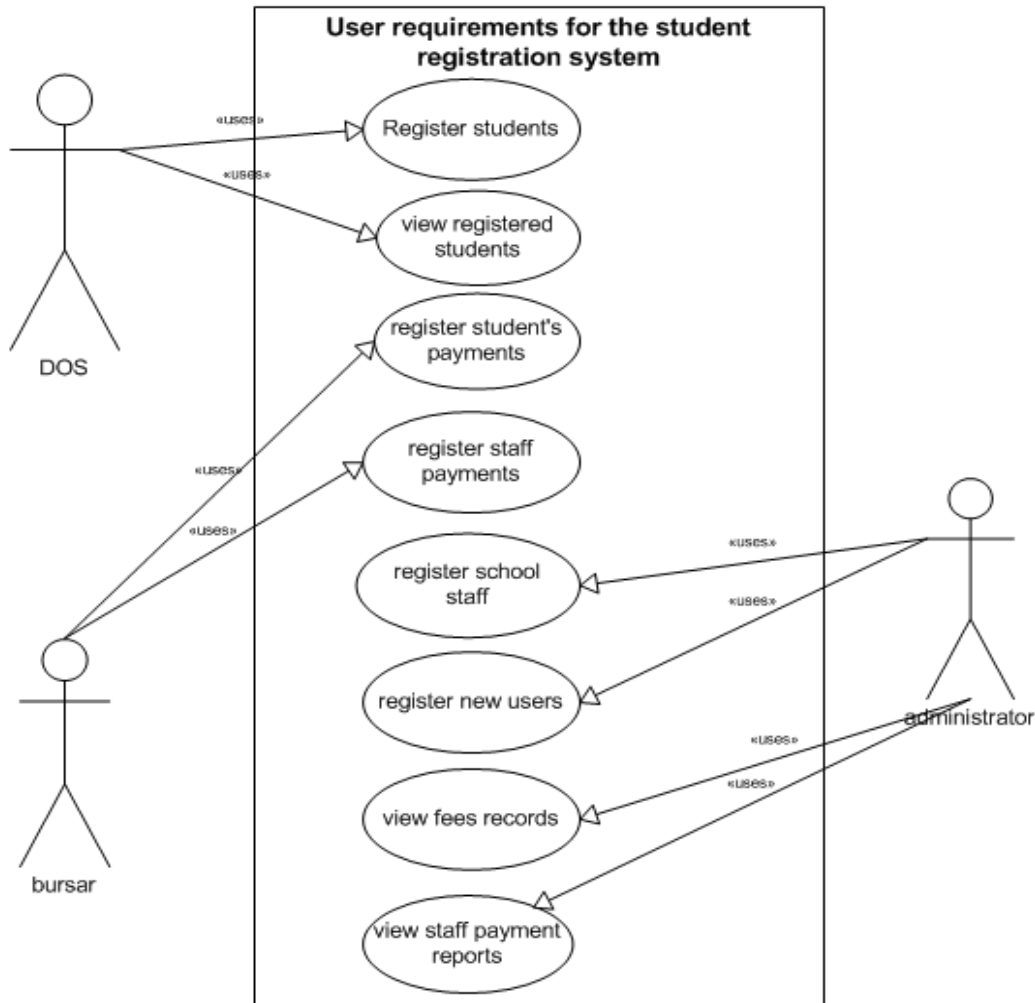 User requirements for the student
registration system
«uses»
Register students
«uses»
view registered
students
DOS
register student's
payments
«uses»
register staff
payments
«uses»
register school
staff
«uses»
«uses»
register new users
administrator
«uses»
«uses»
view fees records
bursar
view staff payment
reports